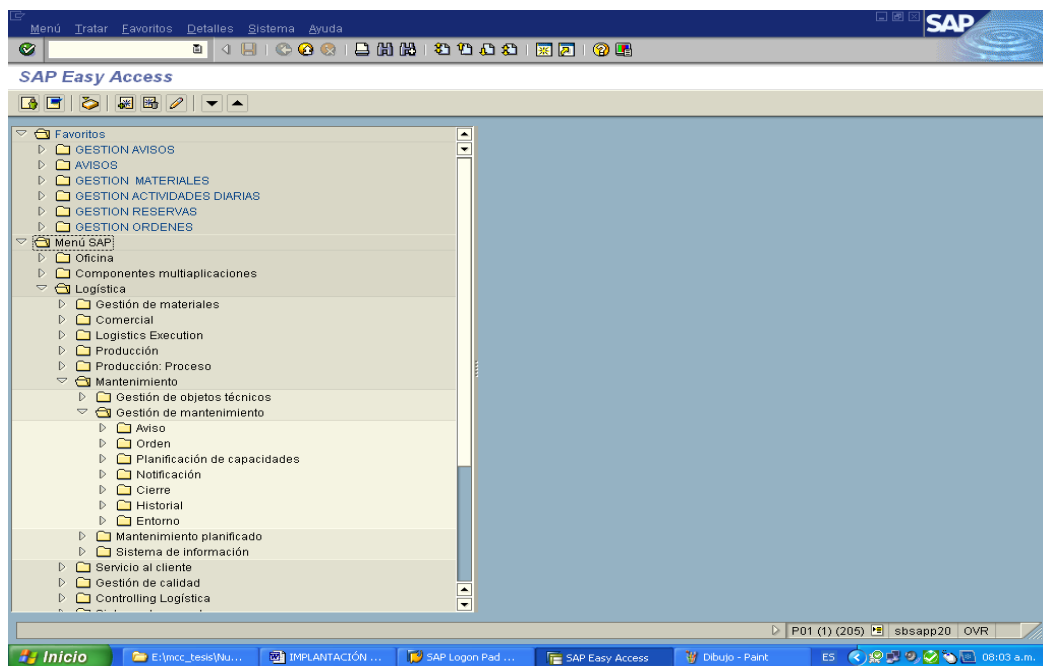 Menú Tratar Favoritos Detalles Sistema Ayuda
SAP
SAP Easy Access
Favoritos
GESTION AVISOS
AVISOS
GESTION MATERIALES
GESTION ACTIVIDADES DIARIAS
GESTION RESERVAS
GESTION ORDENES
Menú SAP
Oficina
Componentes multiaplicaciones
Logística
Gestión de materiales
Comercial
Logistics Execution
Producción
Producción: Proceso
Mantenimiento
Gestión de objetos técnicos
Gestión de mantenimiento
Aviso
Orden
Planificación de capacidades
Notificación
Cierre
Historial
Entorno
Mantenimiento planificado
Sistema de información
Servicio al cliente
Gestión de calidad
Controlling Logística
P01 (1) (205) sbsapp20 OVR
Inicio E:\mcc_tesis\Nu... IMPLANTACIÓN ... SAP Logon Pad ... SAP Easy Access Dibujo - Paint ES 08:03 a.m.